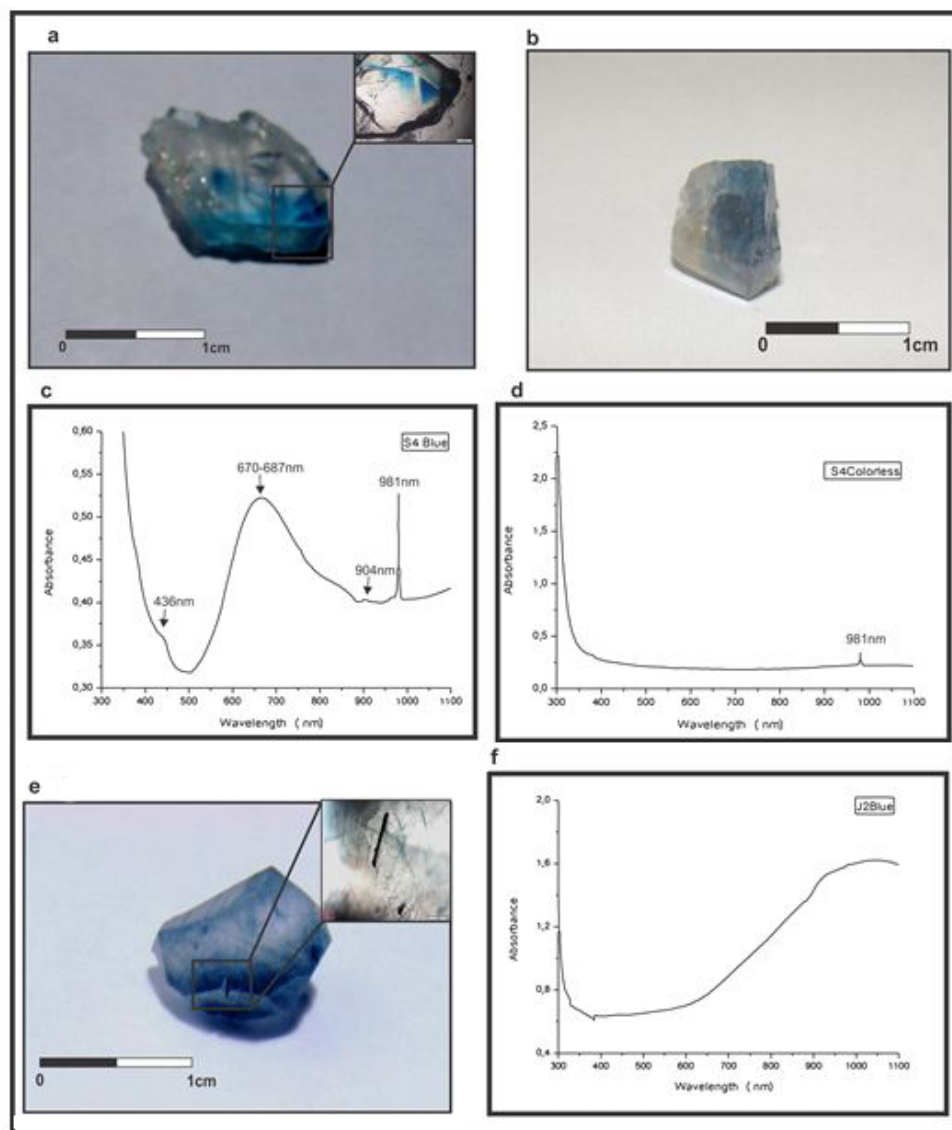 a
b
0 1cm
0 1cm
c
d
0,60
0,55
0,50
0,45
0,40
0,35
0,30
Absorbance
S4 Blue
670-687nm
981nm
904nm
436nm
300 400 500 600 700 800 900 1000 1100
Wavelength ( nm)
2,5
2,0
1,5
1,0
0,5
0,0
Absorbance
S4Colorless
981nm
300 400 500 600 700 800 900 1000 1100
Wavelength ( nm)
e
f
0 1cm
2,0
1,6
1,2
0,8
0,4
Absorbance
J2Blue
300 400 500 600 700 800 900 1000 1100
Wavelength ( nm)